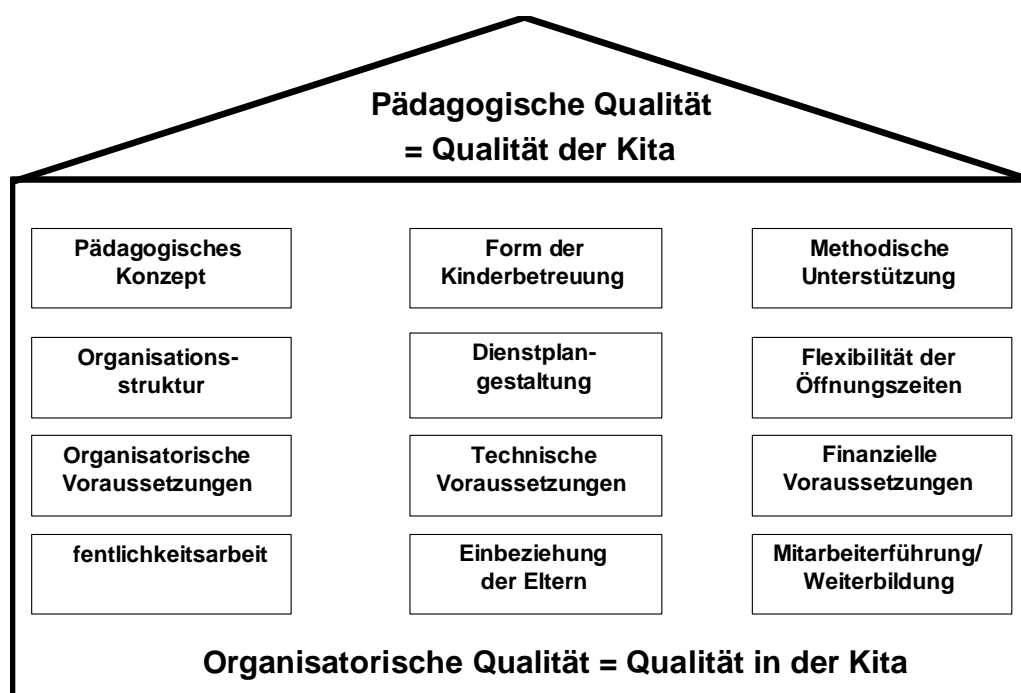 Pädagogische Qualität
= Qualität der Kita
Pädagogisches
Konzept
Form der
Kinderbetreuung
Methodische
Unterstützung
Organisations-
struktur
Dienstplan-
gestaltung
Flexibilität der
Öffnungszeiten
Organisatorische
Voraussetzungen
Technische
Voraussetzungen
Finanzielle
Voraussetzungen
fentlichkeitsarbeit
Einbeziehung
der Eltern
Mitarbeiterführung/
Weiterbildung
Organisatorische Qualität = Qualität in der Kita